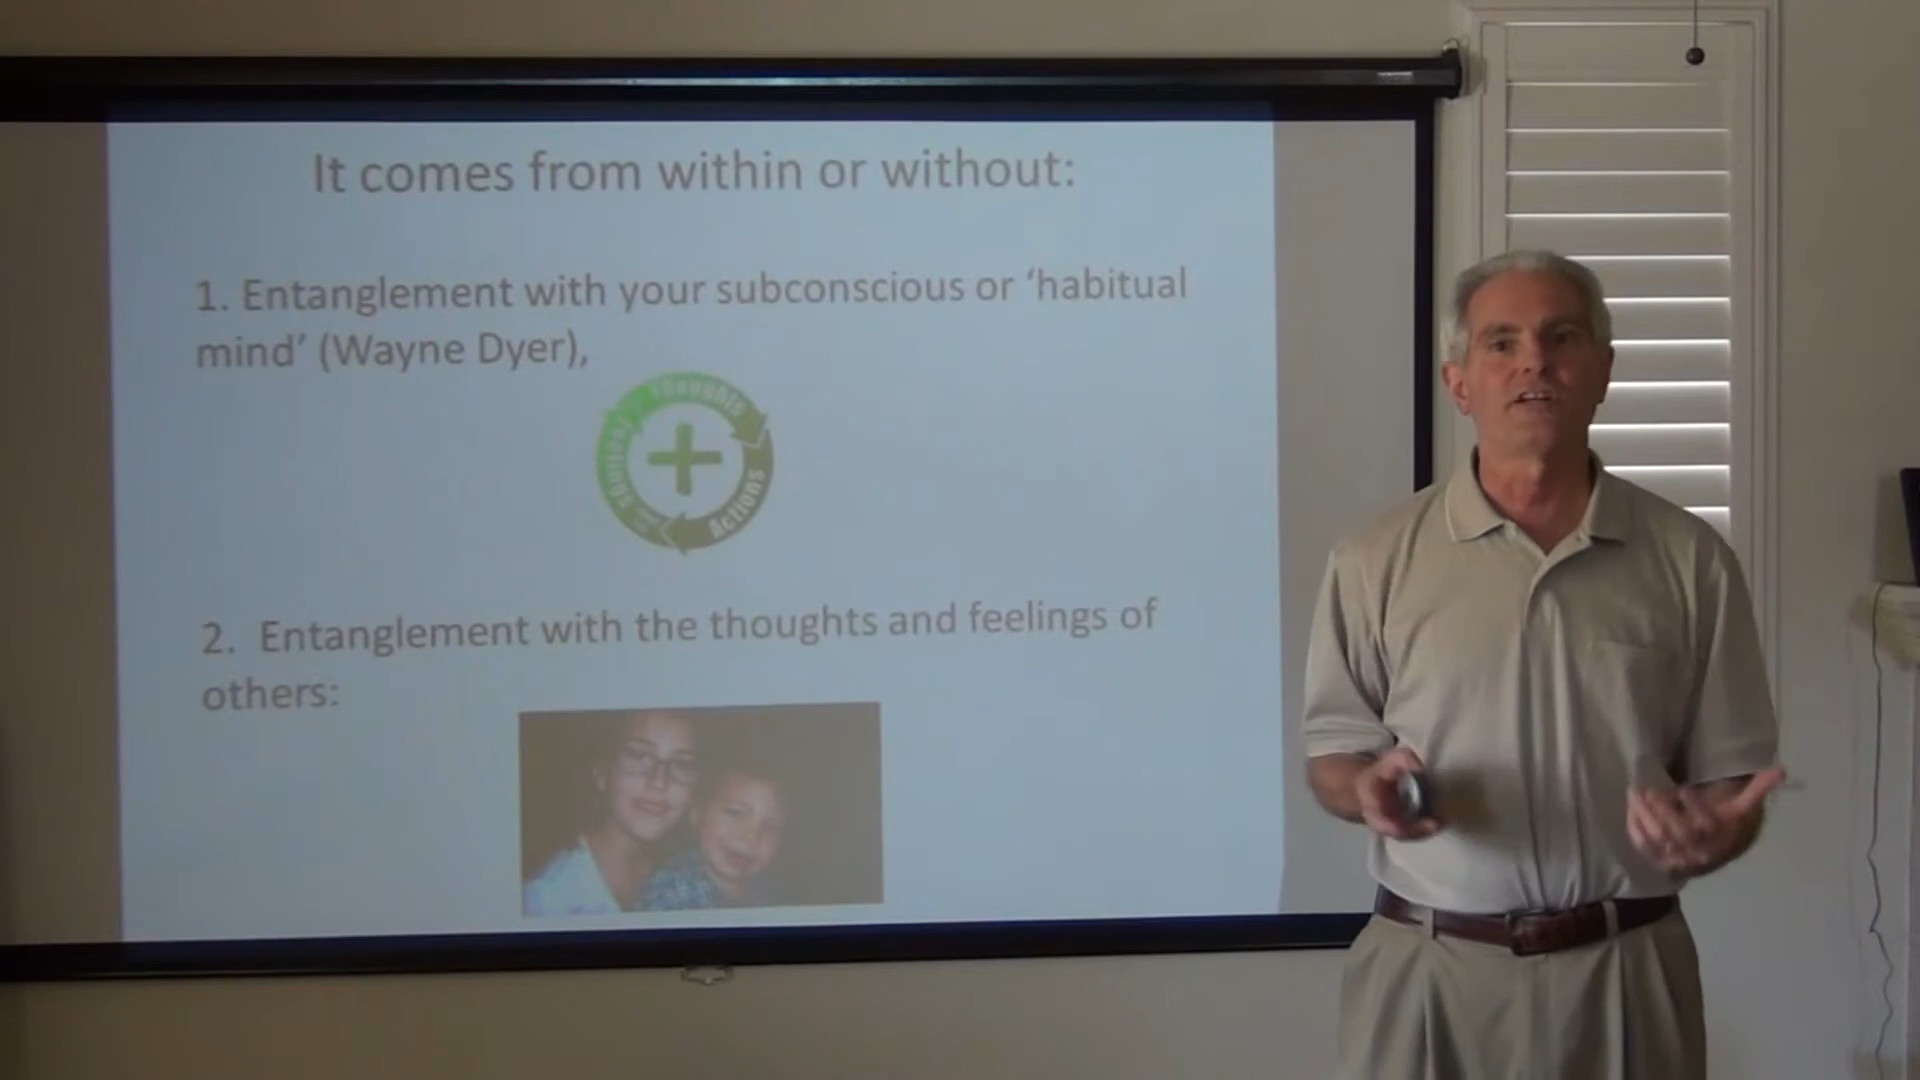 It comes from within or without:
1. Entanglement with your subconscious or ‘habitual
mind’ (Wayne Dyer),
Thoughts
Actions
Feelings
2. Entanglement with the thoughts and feelings of
others: